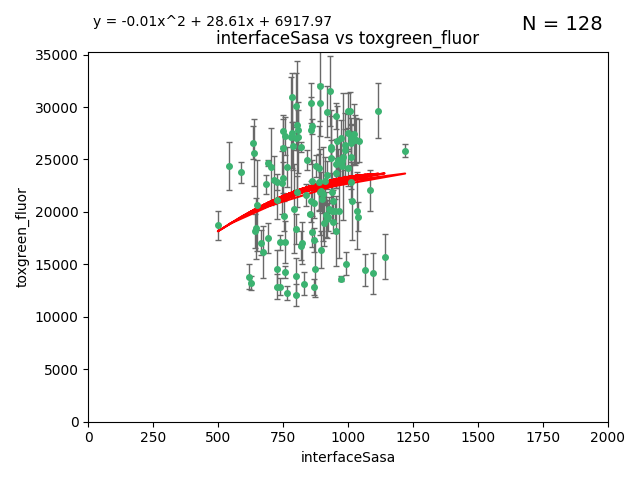 y = -0.01x^2 + 28.61x + 6917.97
N = 128
interfaceSasa vs toxgreen_fluor
35000
30000
25000
20000
15000
10000
5000
0
toxgreen_fluor
0 250 500 750 1000 1250 1500 1750 2000
interfaceSasa